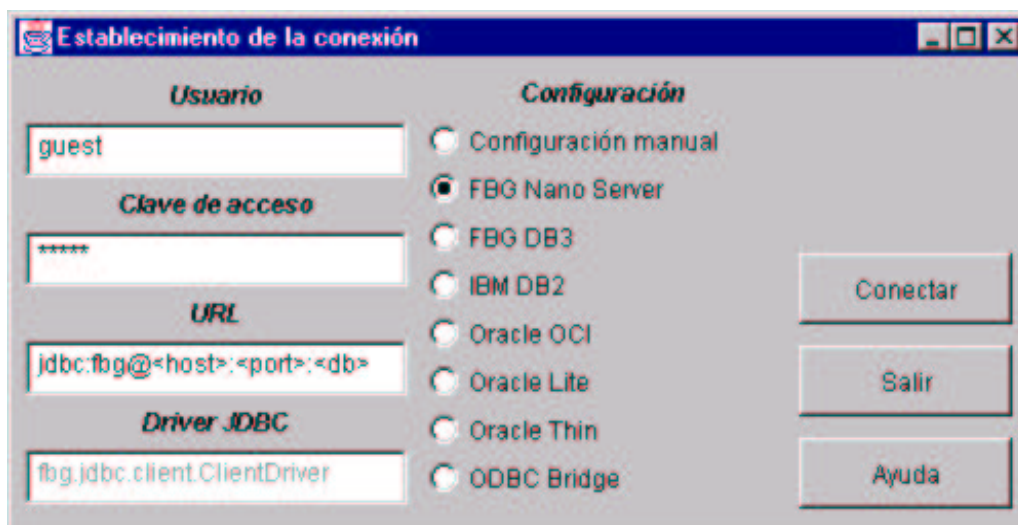 Establecimiento de la conexión
Usuario
guest
Clave de acceso
*****
URL
jdbc:fbg@<host>:<port>:<db>
Driver JDBC
fbg.jdbc.client.ClientDriver
Configuración
Configuración manual
FBG Nano Server
FBG DB3
IBM DB2
Oracle OCI
Oracle Lite
Oracle Thin
ODBC Bridge
Conectar
Salir
Ayuda